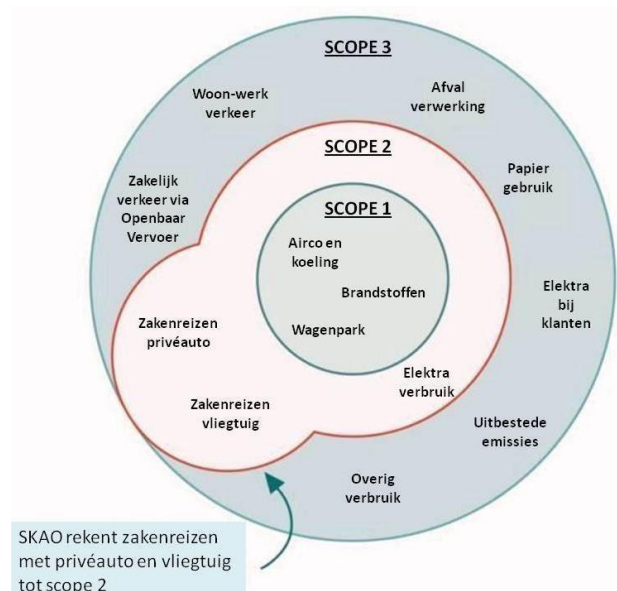 SCOPE 3
Woon-werk
verkeer
Afval
verwerking
SCOPE 2
Papier
gebruik
Zakelijk
verkeer via
Openbaar
Vervoer
SCOPE 1
Airco en
koeling
Brandstoffen
Elektra
bij
klanten
Wagenpark
Zakenreizen
privéauto
Elektra
verbruik
Zakenreizen
vliegtuig
Uitbestede
emissies
Overig
verbruik
SKAO rekent zakenreizen
met privéauto en vliegtuig
tot scope 2